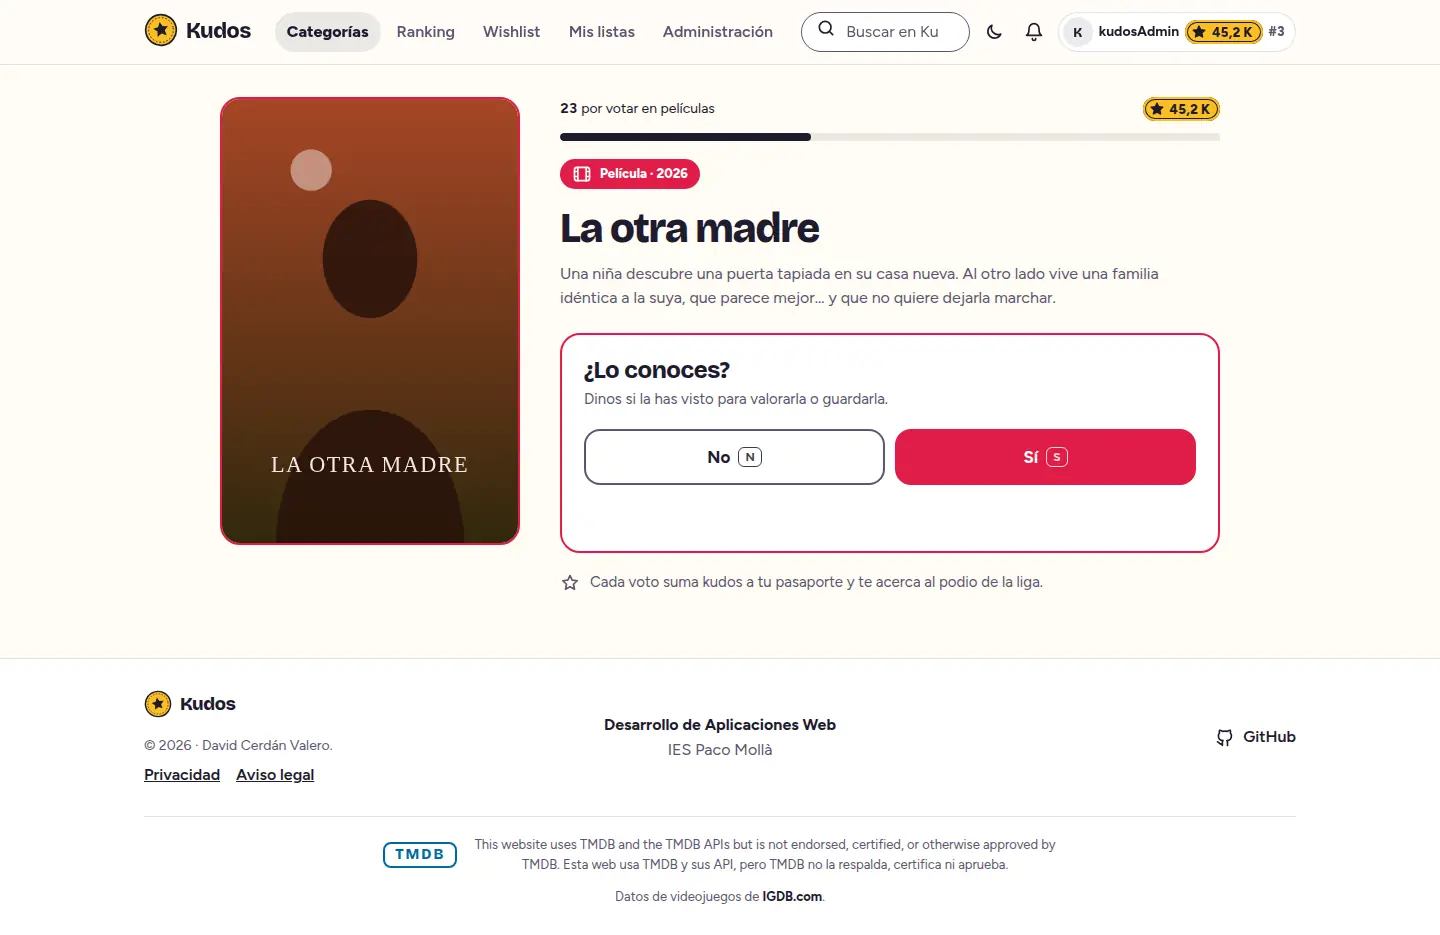 Kudos
Categorías
Ranking
Wishlist
Mis listas
Administración
Buscar en Ku
K
kudosAdmin
45,2 K
#3
LA OTRA MADRE
23 por votar en películas
45,2 K
Película · 2026
La otra madre
Una niña descubre una puerta tapiada en su casa nueva. Al otro lado vive una familia
idéntica a la suya, que parece mejor... y que no quiere dejarla marchar.
¿Lo conoces?
Dinos si la has visto para valorarla o guardarla.
No N
Sí S
Cada voto suma kudos a tu pasaporte y te acerca al podio de la liga.
Kudos
© 2026 · David Cerdán Valero.
Privacidad
Aviso legal
Desarrollo de Aplicaciones Web
IES Paco Mollà
GitHub
TMDB
This website uses TMDB and the TMDB APIs but is not endorsed, certified, or otherwise approved by
TMDB. Esta web usa TMDB y sus API, pero TMDB no la respalda, certifica ni aprueba.
Datos de videojuegos de IGDB.com.